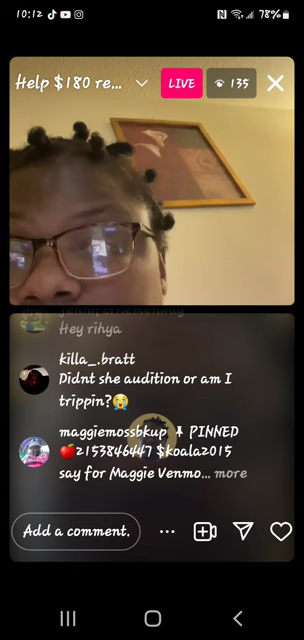 10:12
78%
Help $180 re...
LIVE
135
Hey rihya
killa_.bratt
Didnt she audition or am I
trippin?😭
maggiemossbkup 📌 PINNED
🍎2153846447 $koala2015
say for Maggie Venmo... more
Add a comment.